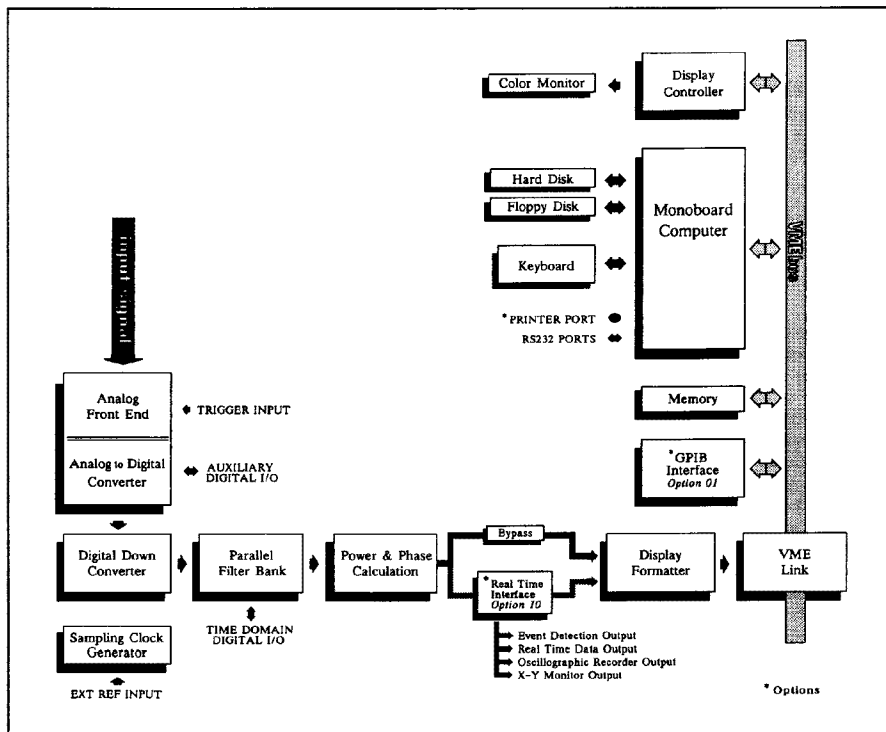 Color Monitor
Display
Controller
Hard Disk
Floppy Disk
Monoboard
Computer
Keyboard
*PRINTER PORT
RS232 PORTS
VMEbus
Input Signal
Analog
Front End
TRIGGER INPUT
Memory
Analog to Digital
Converter
AUXILIARY
DIGITAL I/O
*GPIB
Interface
Option 01
Digital Down
Converter
Parallel
Filter Bank
Power & Phase
Calculation
Bypass
*Real Time
Interface
Option 10
Display
Formatter
VME
Link
TIME DOMAIN
DIGITAL I/O
Sampling Clock
Generator
EXT REF INPUT
Event Detection Output
Real Time Data Output
Oscillographic Recorder Output
X-Y Monitor Output
*Options